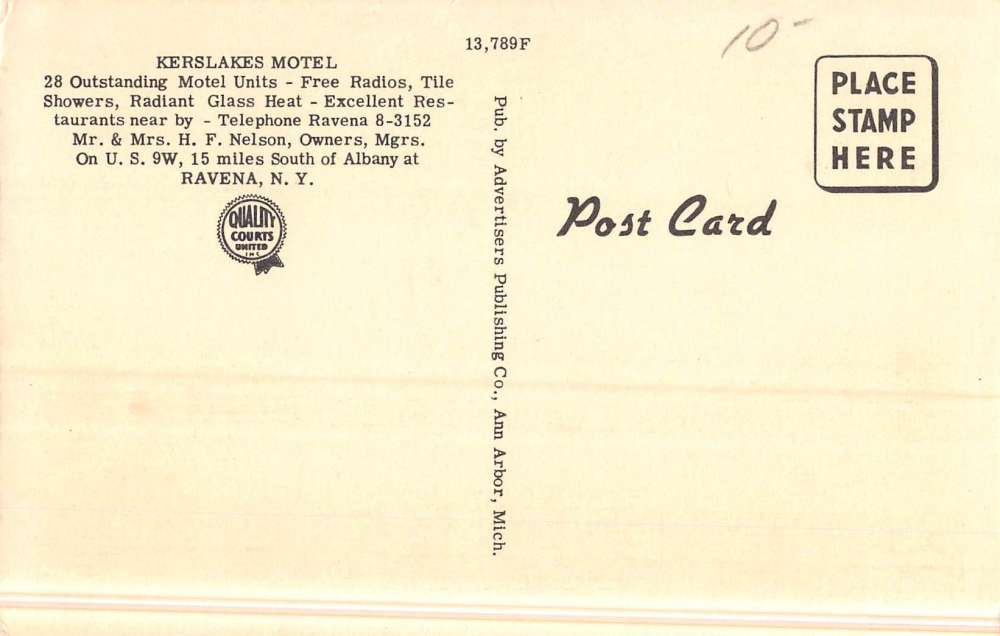 13,789F
10-
KERSLAKES MOTEL
28 Outstanding Motel Units - Free Radios, Tile
Showers, Radiant Glass Heat - Excellent Res-
taurants near by - Telephone Ravena 8-3152
Mr. & Mrs. H. F. Nelson, Owners, Mgrs.
On U. S. 9W, 15 miles South of Albany at
RAVENA, N. Y.
QUALITY
COURTS
UNITED
INC
Pub. by Advertisers Publishing Co., Ann Arbor, Mich.
PLACE
STAMP
HERE
Post Card